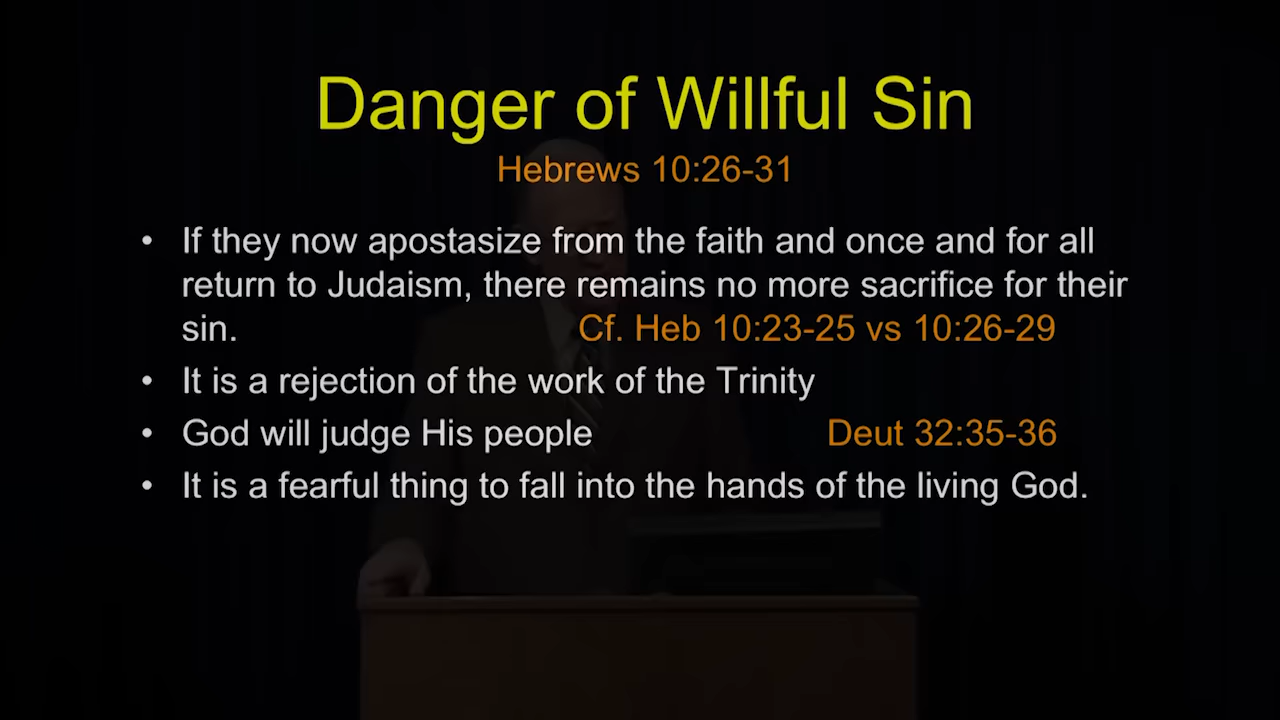 Danger of Willful Sin
Hebrews 10:26-31
• If they now apostasize from the faith and once and for all
return to Judaism, there remains no more sacrifice for their
sin. Cf. Heb 10:23-25 vs 10:26-29
• It is a rejection of the work of the Trinity
• God will judge His people Deut 32:35-36
• It is a fearful thing to fall into the hands of the living God.